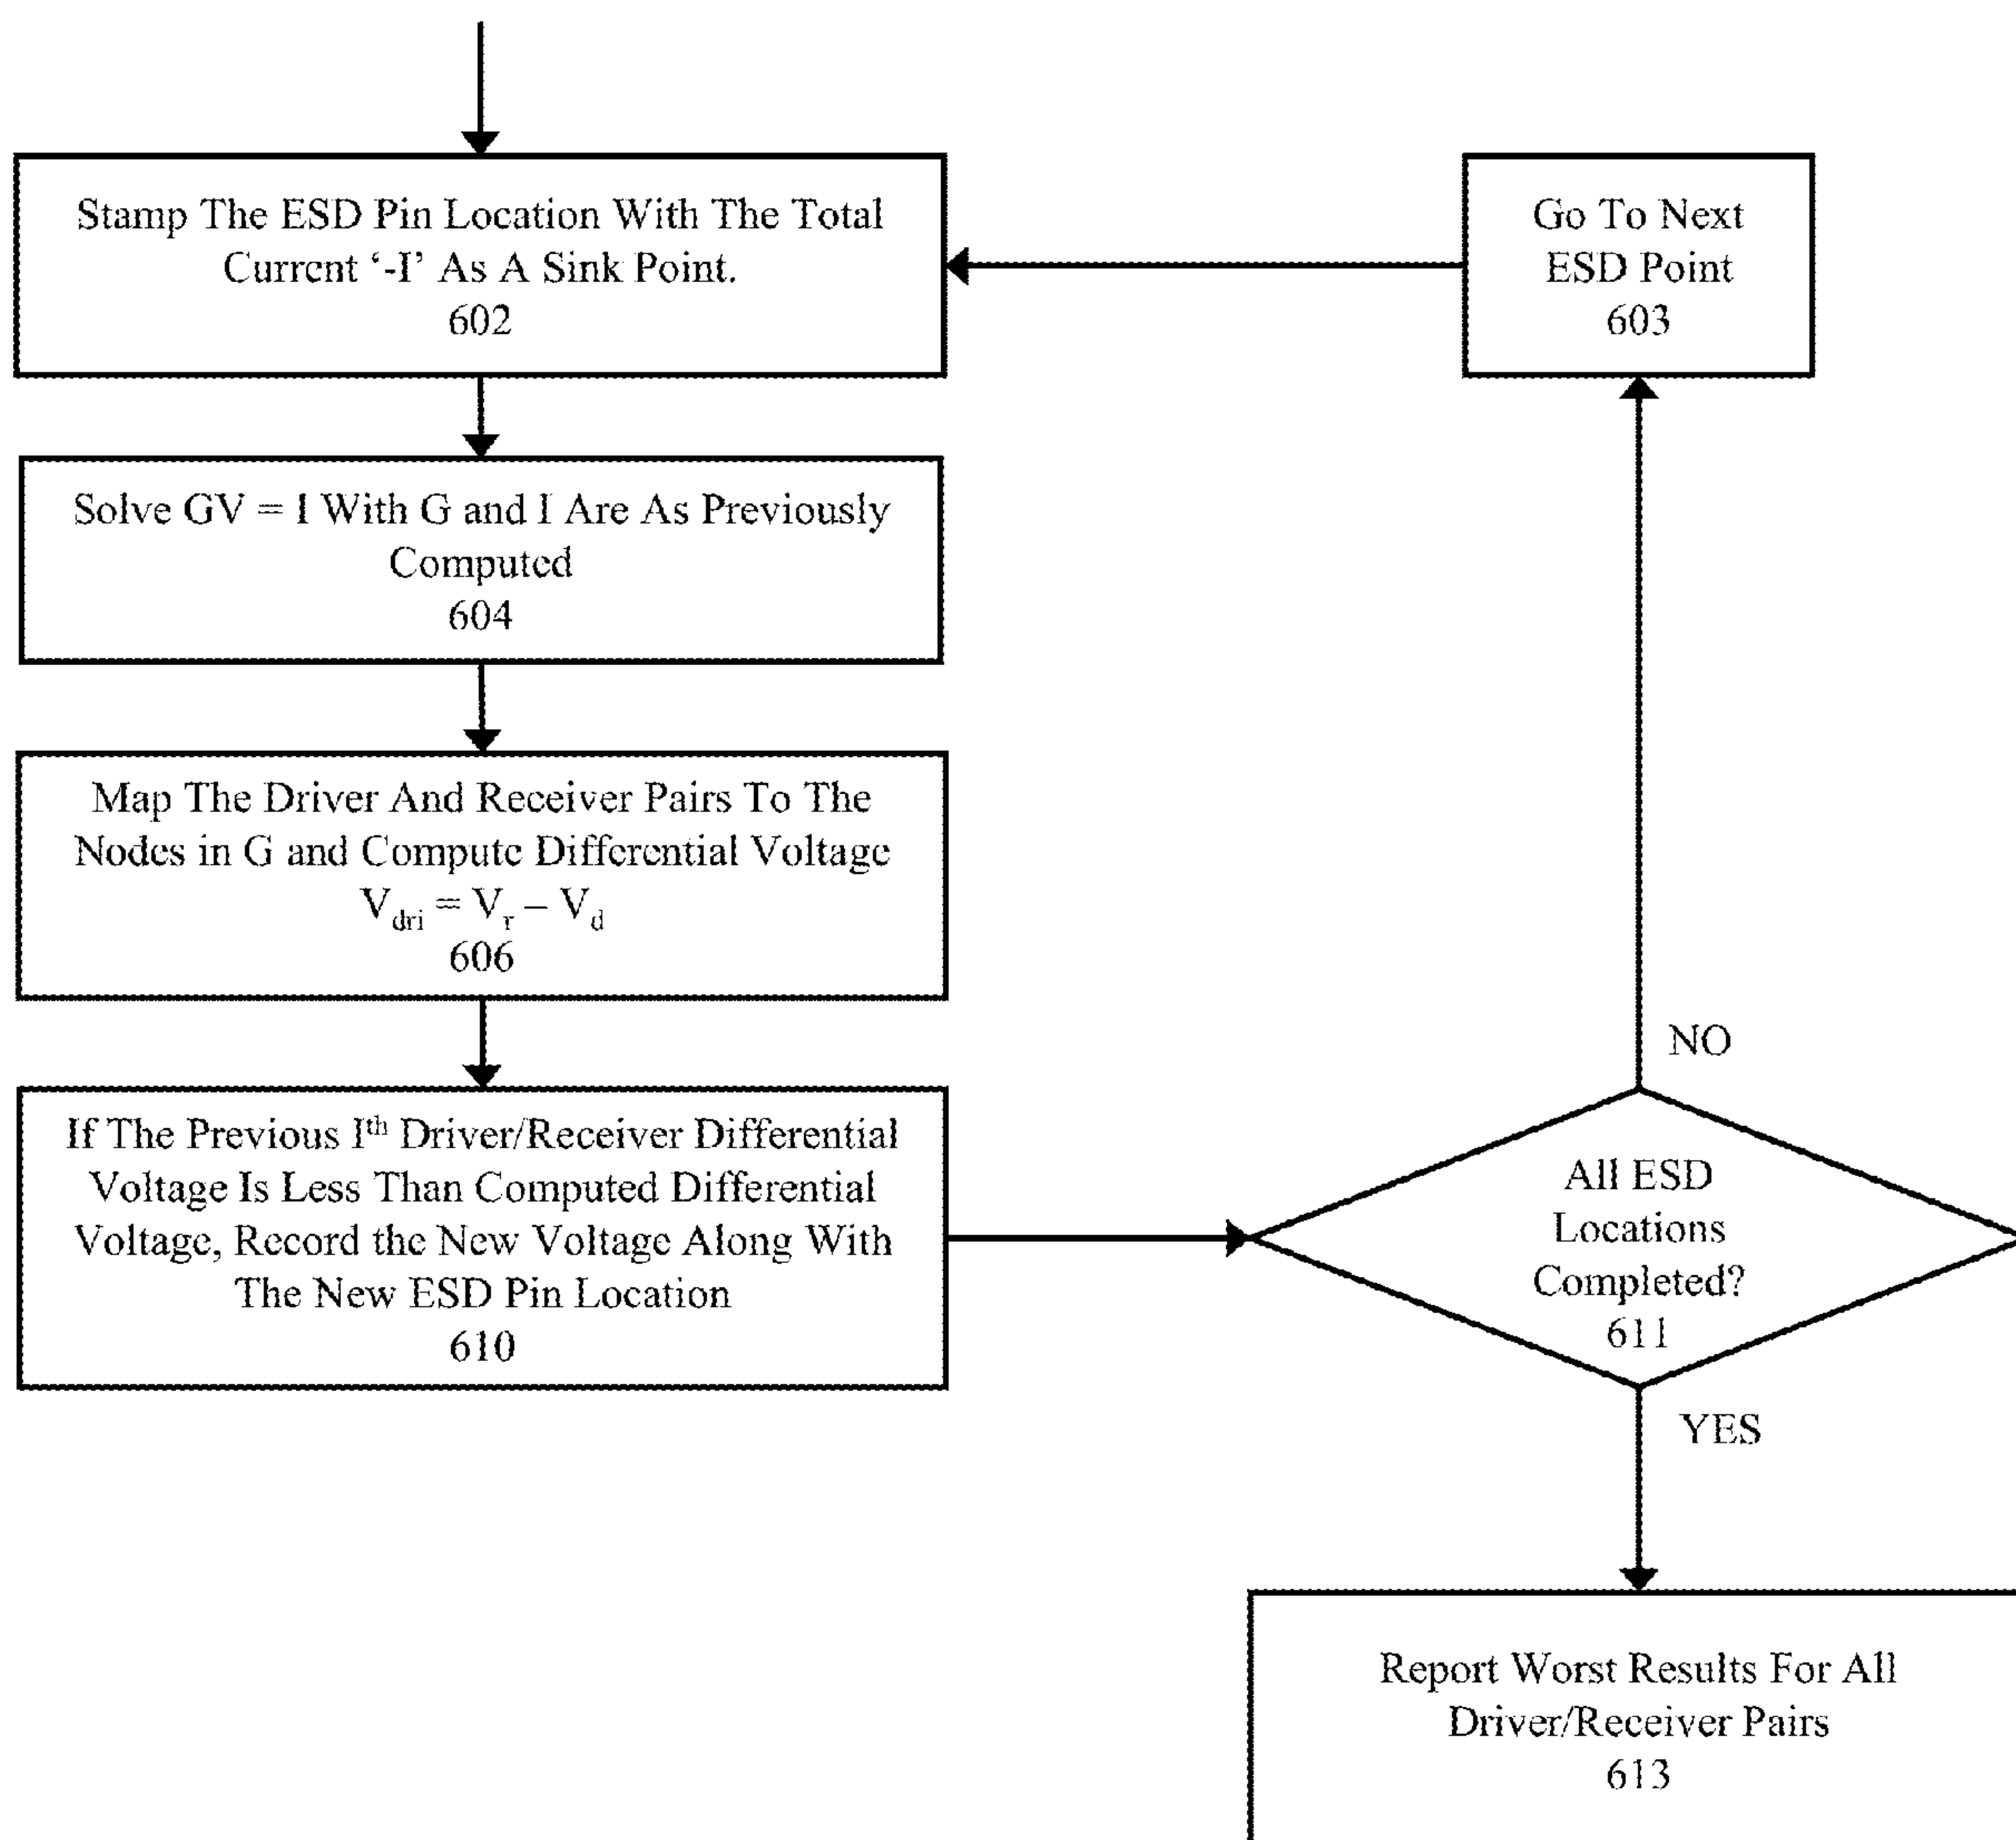 Stamp The ESD Pin Location With The Total
Current ‘-I’ As A Sink Point.
602
Go To Next
ESD Point
603
Solve GV = I With G and I Are As Previously
Computed
604
Map The Driver And Receiver Pairs To The
Nodes in G and Compute Differential Voltage
V_dri = V_r – V_d
606
If The Previous I^th Driver/Receiver Differential
Voltage Is Less Than Computed Differential
Voltage, Record the New Voltage Along With
The New ESD Pin Location
610
NO
All ESD
Locations
Completed?
611
YES
Report Worst Results For All
Driver/Receiver Pairs
613